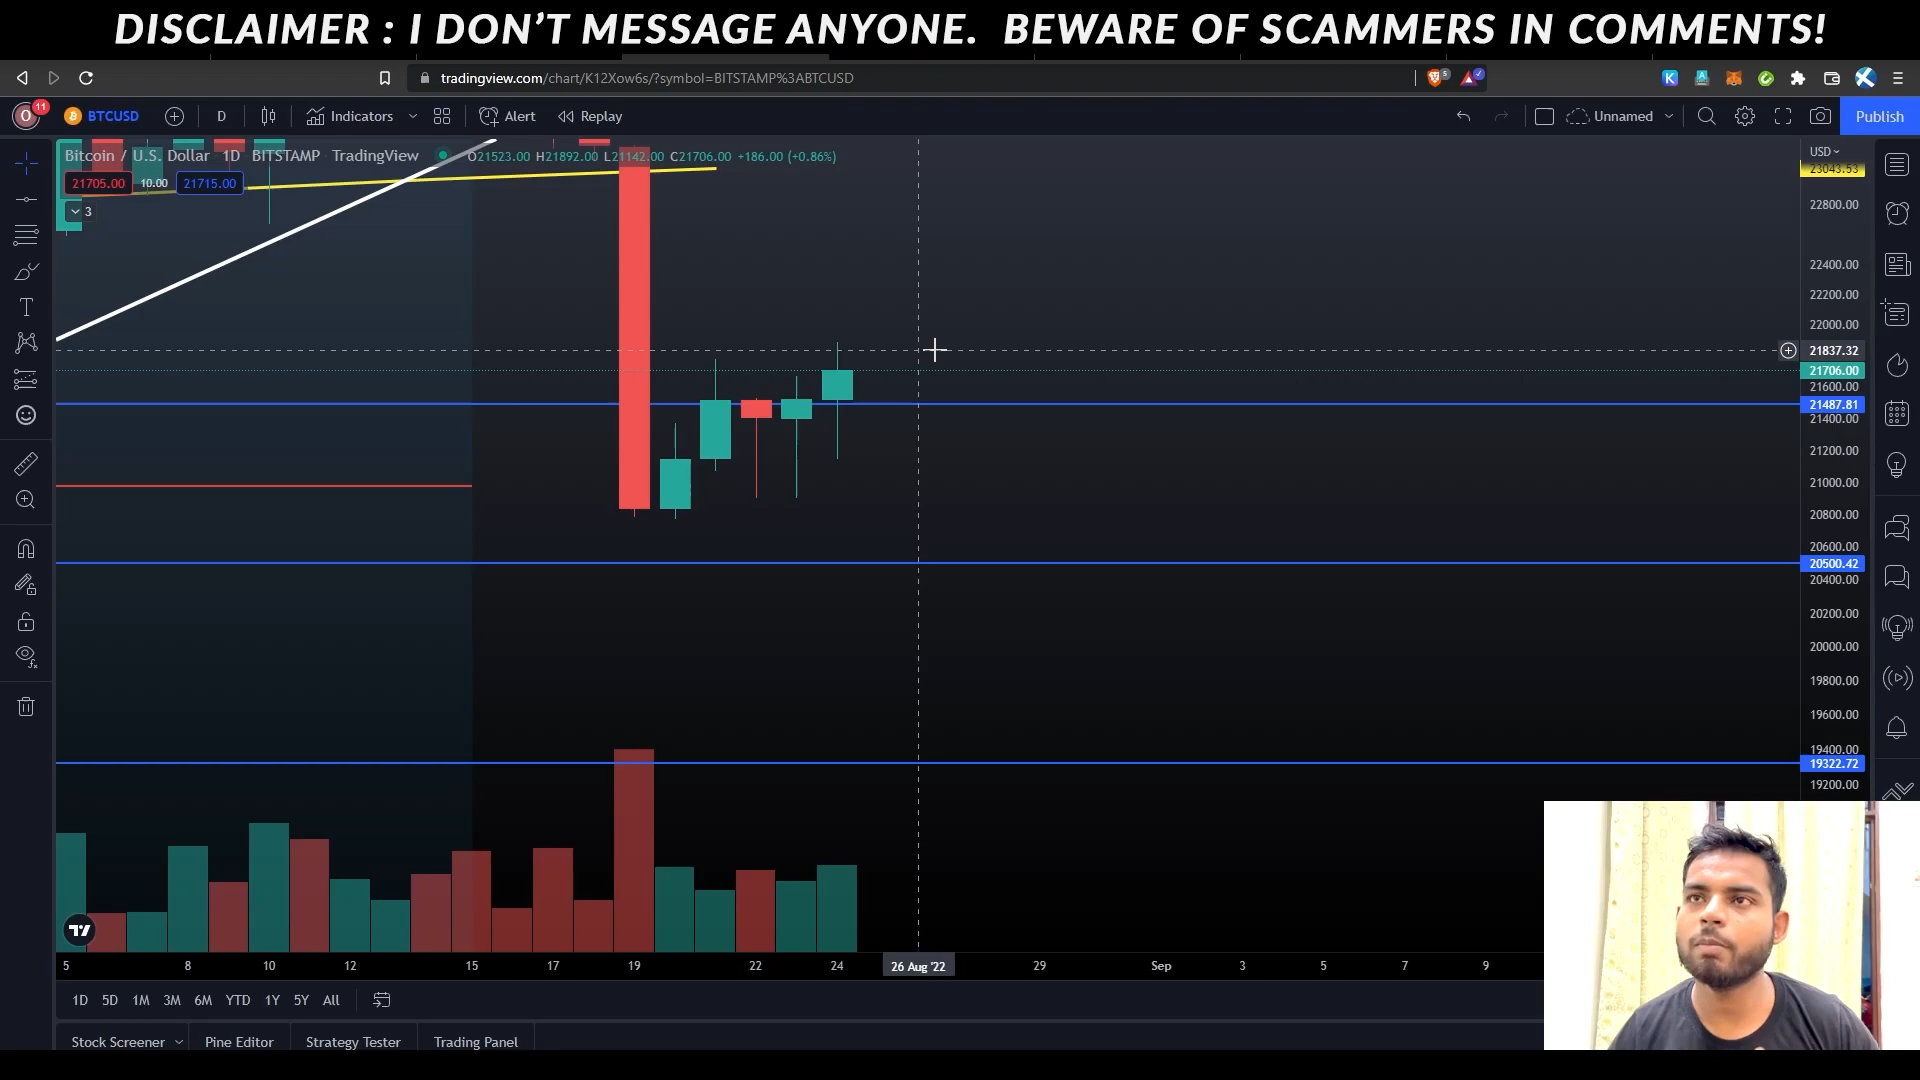 DISCLAIMER : I DON'T MESSAGE ANYONE. BEWARE OF SCAMMERS IN COMMENTS!
tradingview.com/chart/K12Xow6s/?symbol=BITSTAMP%3ABTCUSD
5
K
O
11
BTCUSD
D
Indicators
Alert
Replay
Unnamed
Publish
Bitcoin / U.S. Dollar 1D BITSTAMP TradingView
O21523.00 H21892.00 L21142.00 C21706.00 +186.00 (+0.86%)
21705.00
10.00
21715.00
3
USD
23043.53
22800.00
22400.00
22200.00
22000.00
21837.32
21706.00
21600.00
21487.81
21400.00
21200.00
21000.00
20800.00
20600.00
20500.42
20400.00
20200.00
20000.00
19800.00
19600.00
19400.00
19322.72
19200.00
5
8
10
12
15
17
19
22
24
26 Aug '22
29
Sep
3
5
7
9
1D 5D 1M 3M 6M YTD 1Y 5Y All
Stock Screener
Pine Editor
Strategy Tester
Trading Panel